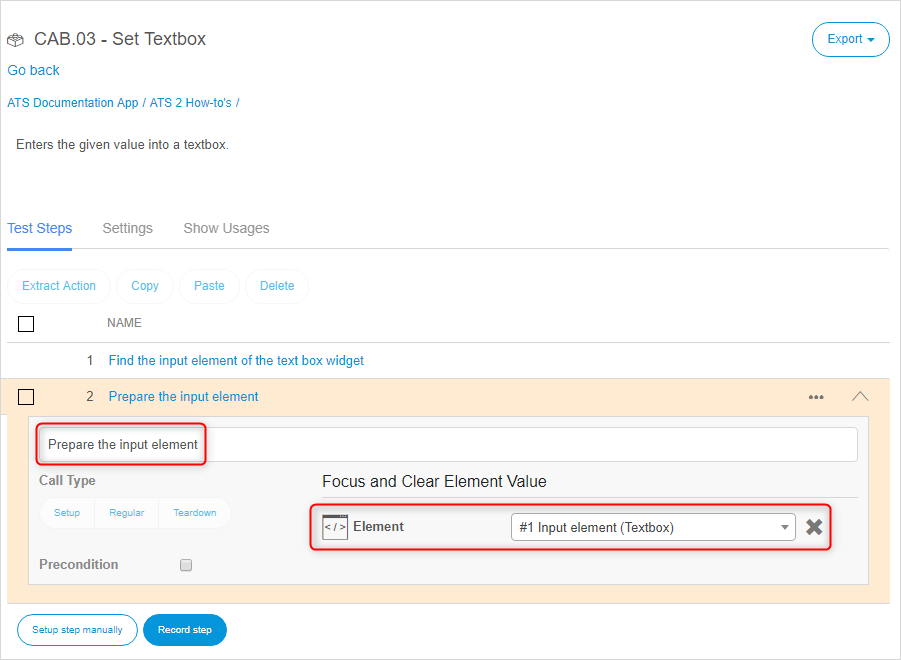 CAB.03 - Set Textbox
Export
Go back
ATS Documentation App / ATS 2 How-to's /
Enters the given value into a textbox.
Test Steps Settings Show Usages
Extract Action Copy Paste Delete
NAME
1 Find the input element of the text box widget
2 Prepare the input element
Prepare the input element
Call Type
Focus and Clear Element Value
Setup Regular Teardown
</> Element #1 Input element (Textbox)
Precondition
Setup step manually Record step